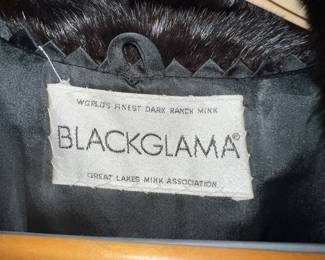 WORLD'S FINEST DARK RANCH MINK
BLACKGLAMA®
GREAT LAKES MINK ASSOCIATION